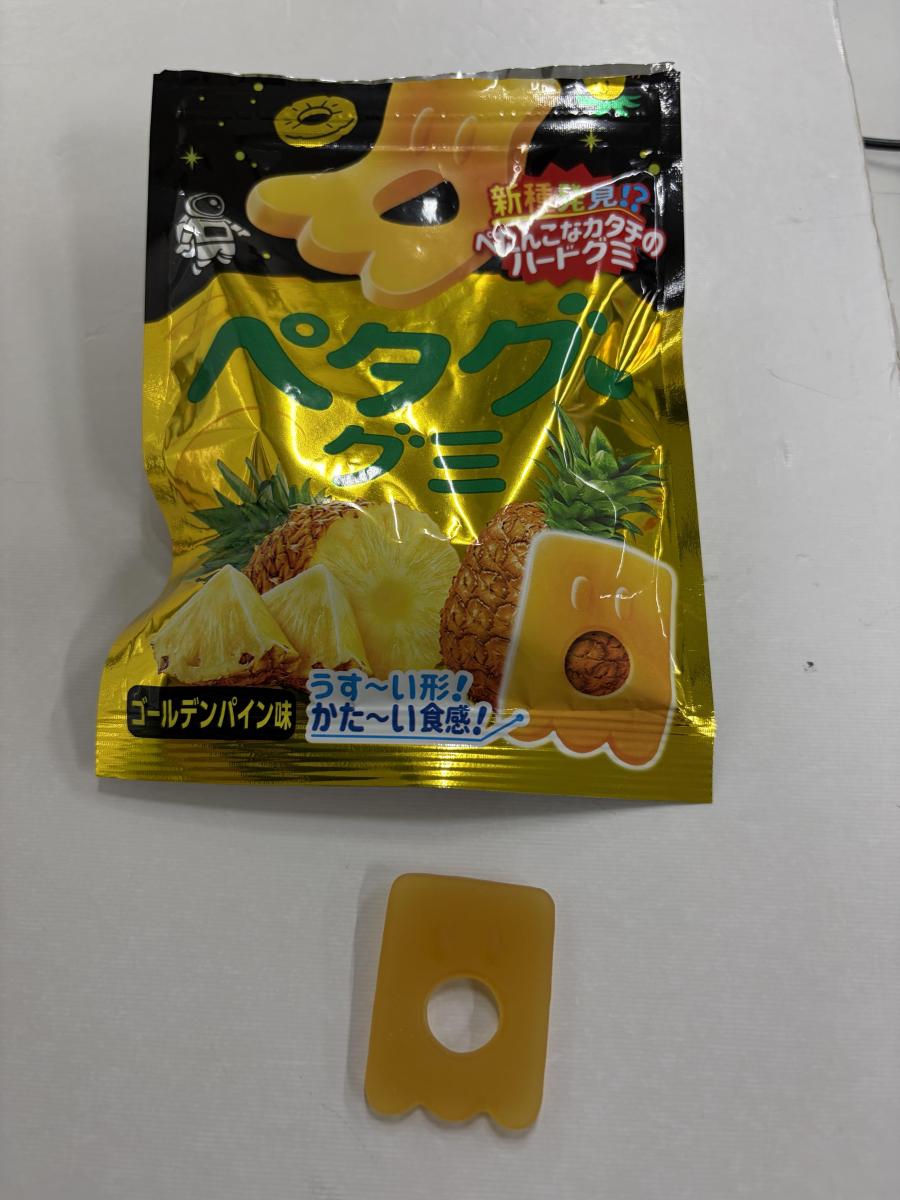 新種発見!?
ぺたんこなカタチの
ハードグミ
ペタグー
グミ
うす〜い形!
かた〜い食感!
ゴールデンパイン味